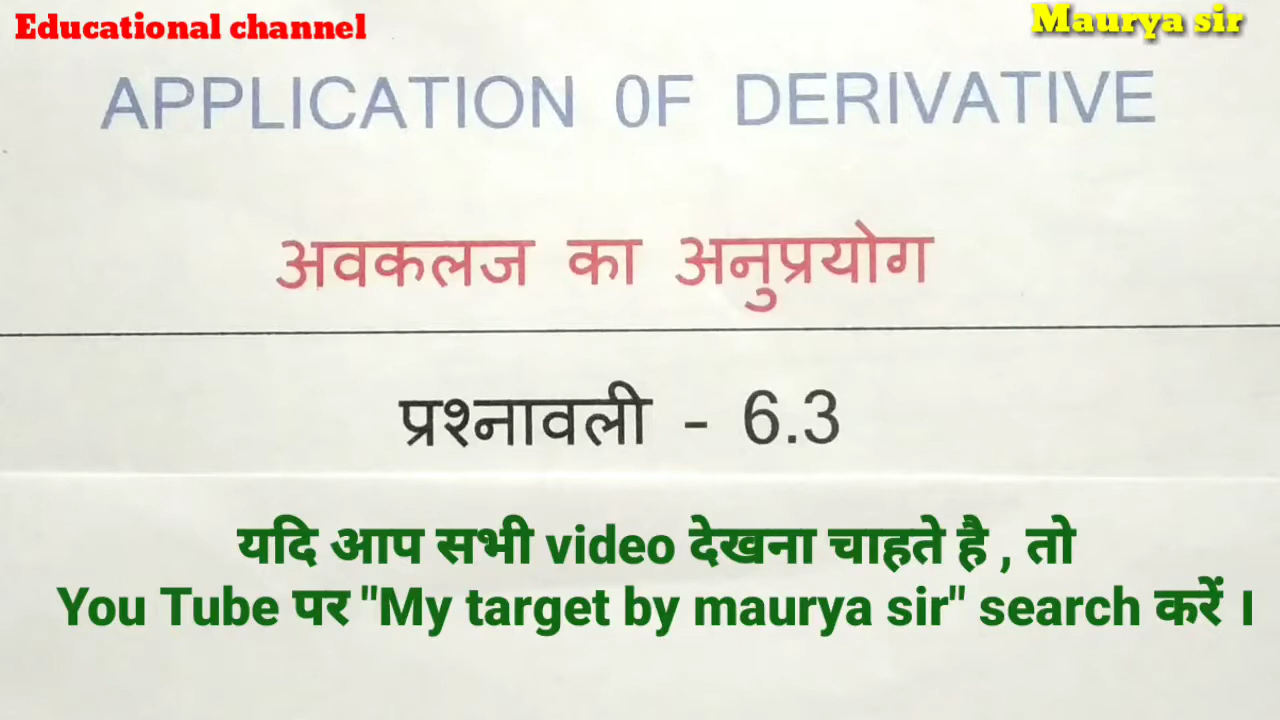 Educational channel
Maurya sir
APPLICATION 0F DERIVATIVE
अवकलज का अनुप्रयोग
प्रश्नावली - 6.3
यदि आप सभी video देखना चाहते है , तो
You Tube पर "My target by maurya sir" search करें ।